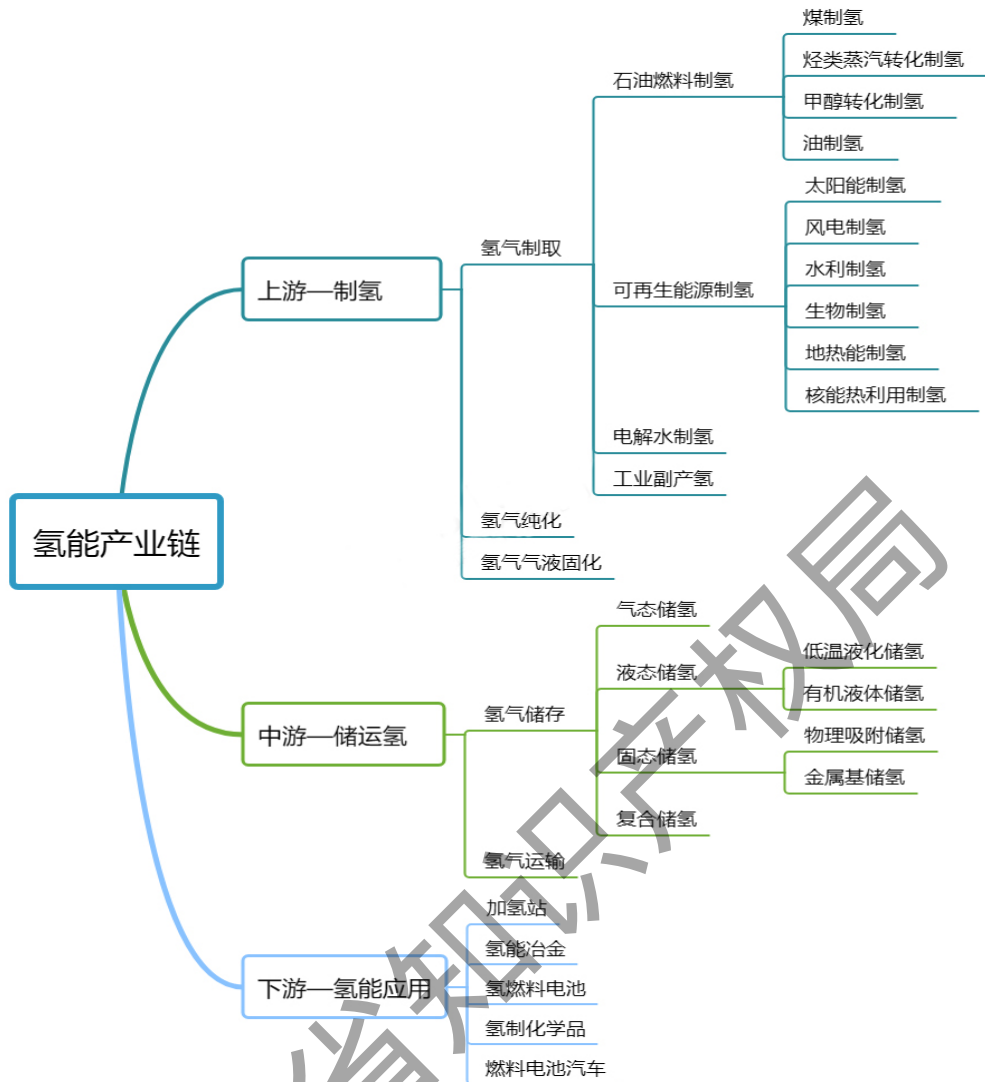 煤制氢
烃类蒸汽转化制氢
石油燃料制氢
甲醇转化制氢
油制氢
太阳能制氢
风电制氢
氢气制取
水利制氢
上游—制氢
可再生能源制氢
生物制氢
地热能制氢
核能热利用制氢
电解水制氢
工业副产氢
氢气纯化
氢能产业链
氢气气液固化
气态储氢
低温液化储氢
液态储氢
有机液体储氢
氢气储存
中游—储运氢
物理吸附储氢
固态储氢
金属基储氢
复合储氢
氢气运输
加氢站
氢能冶金
下游—氢能应用
氢燃料电池
氢制化学品
燃料电池汽车
省知识产权局